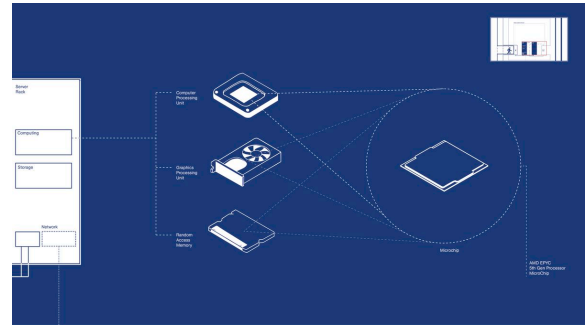 Server
Rack
Computing
Storage
Network
Computer
Processing
Unit
Graphics
Processing
Unit
Random
Access
Memory
Microchip
AMD EPYC
5th Gen Processor
MicroChip